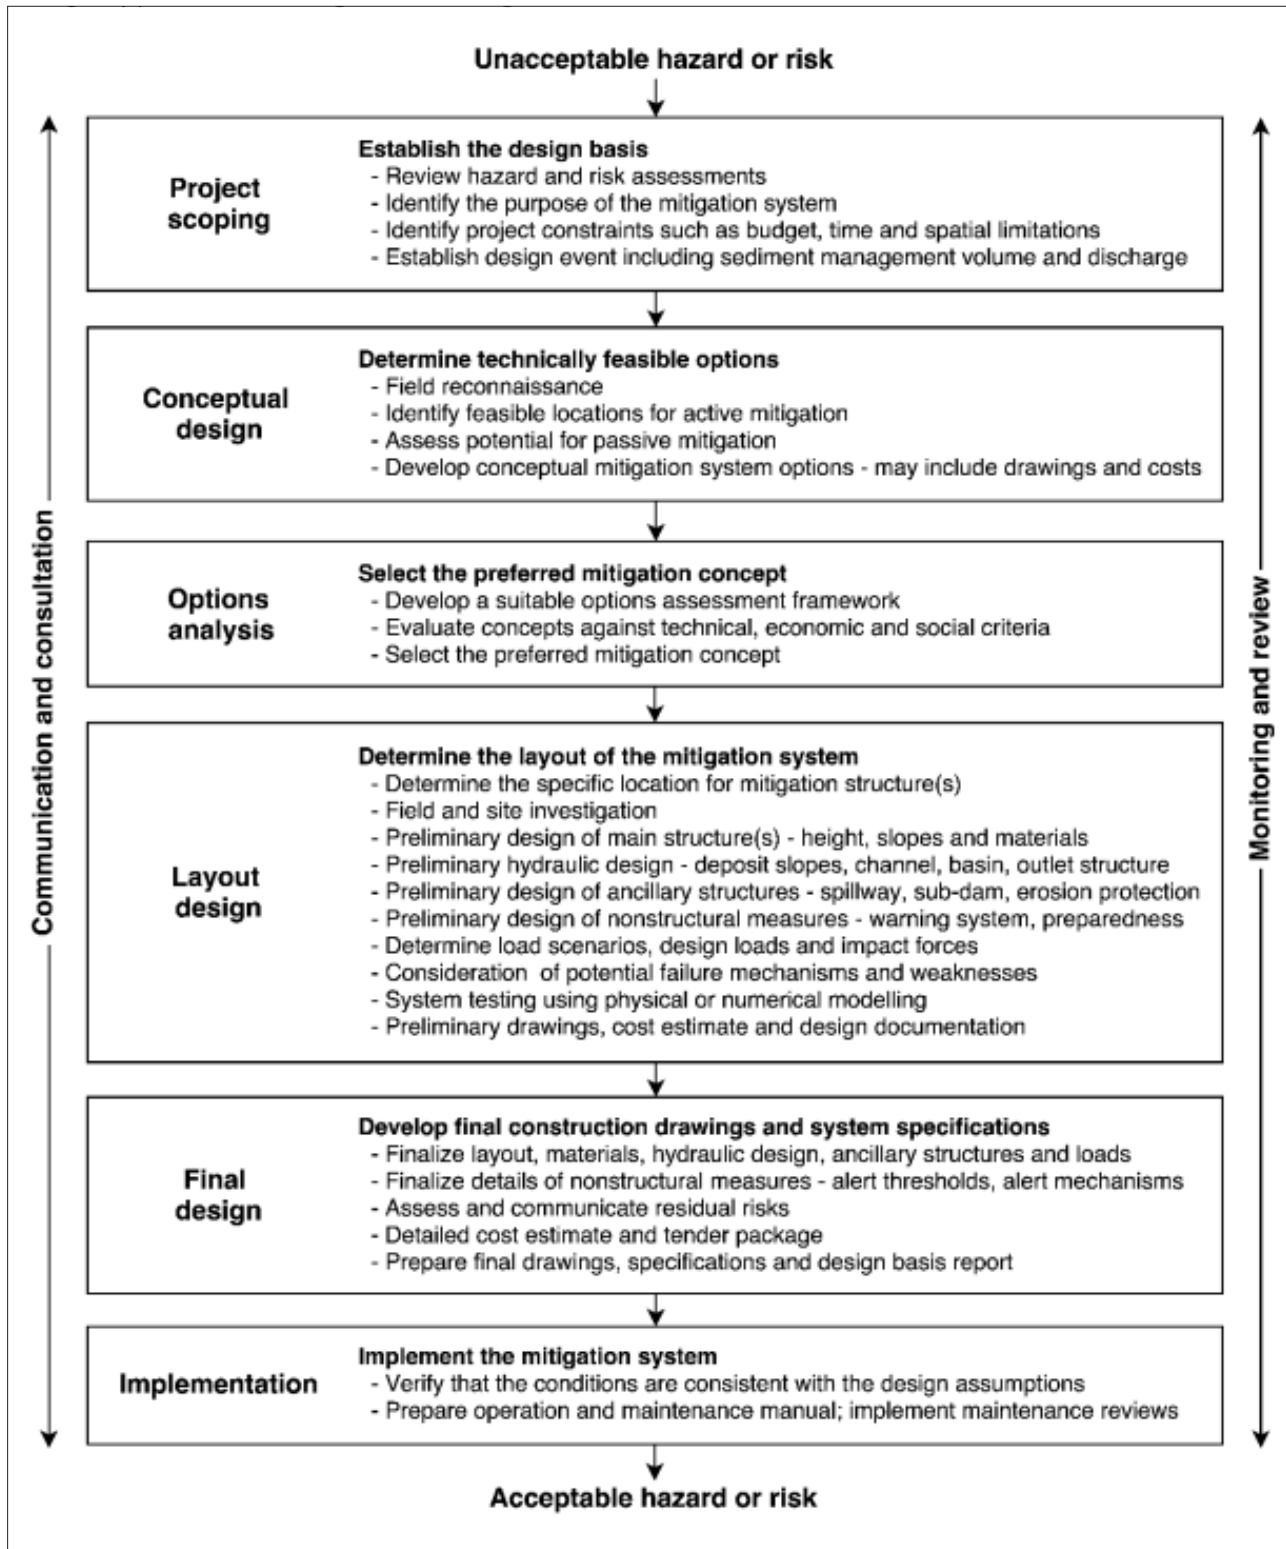 Unacceptable hazard or risk
Communication and consultation
Monitoring and review
Project
scoping
Establish the design basis
- Review hazard and risk assessments
- Identify the purpose of the mitigation system
- Identify project constraints such as budget, time and spatial limitations
- Establish design event including sediment management volume and discharge
Conceptual
design
Determine technically feasible options
- Field reconnaissance
- Identify feasible locations for active mitigation
- Assess potential for passive mitigation
- Develop conceptual mitigation system options - may include drawings and costs
Options
analysis
Select the preferred mitigation concept
- Develop a suitable options assessment framework
- Evaluate concepts against technical, economic and social criteria
- Select the preferred mitigation concept
Layout
design
Determine the layout of the mitigation system
- Determine the specific location for mitigation structure(s)
- Field and site investigation
- Preliminary design of main structure(s) - height, slopes and materials
- Preliminary hydraulic design - deposit slopes, channel, basin, outlet structure
- Preliminary design of ancillary structures - spillway, sub-dam, erosion protection
- Preliminary design of nonstructural measures - warning system, preparedness
- Determine load scenarios, design loads and impact forces
- Consideration of potential failure mechanisms and weaknesses
- System testing using physical or numerical modelling
- Preliminary drawings, cost estimate and design documentation
Final
design
Develop final construction drawings and system specifications
- Finalize layout, materials, hydraulic design, ancillary structures and loads
- Finalize details of nonstructural measures - alert thresholds, alert mechanisms
- Assess and communicate residual risks
- Detailed cost estimate and tender package
- Prepare final drawings, specifications and design basis report
Implementation
Implement the mitigation system
- Verify that the conditions are consistent with the design assumptions
- Prepare operation and maintenance manual; implement maintenance reviews
Acceptable hazard or risk